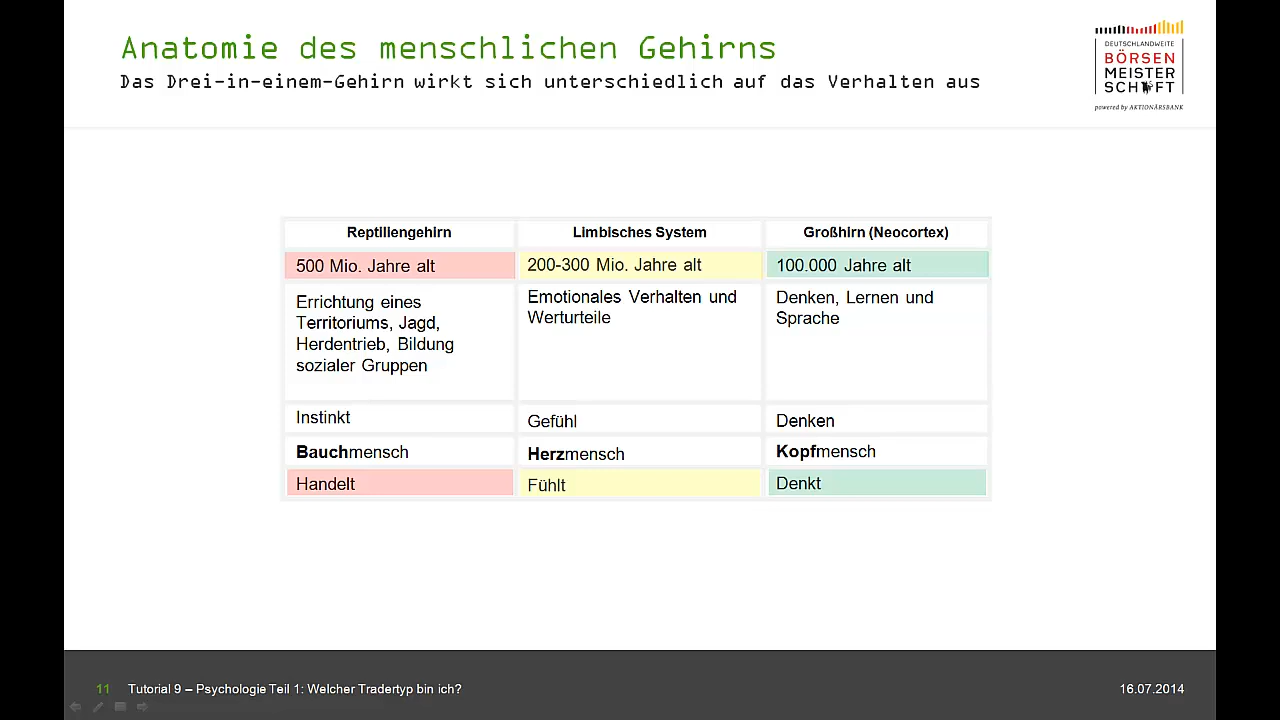 Anatomie des menschlichen Gehirns
Das Drei-in-einem-Gehirn wirkt sich unterschiedlich auf das Verhalten aus
DEUTSCHLANDWEITE
BÖRSEN
MEISTER
SCHAFT
powered by AKTIONÄRSBANK
Reptiliengehirn
Limbisches System
Großhirn (Neocortex)
500 Mio. Jahre alt
200-300 Mio. Jahre alt
100.000 Jahre alt
Errichtung eines
Territoriums, Jagd,
Herdentrieb, Bildung
sozialer Gruppen
Emotionales Verhalten und
Werturteile
Denken, Lernen und
Sprache
Instinkt
Gefühl
Denken
Bauchmensch
Herzmensch
Kopfmensch
Handelt
Fühlt
Denkt
11 Tutorial 9 – Psychologie Teil 1: Welcher Tradertyp bin ich?
16.07.2014